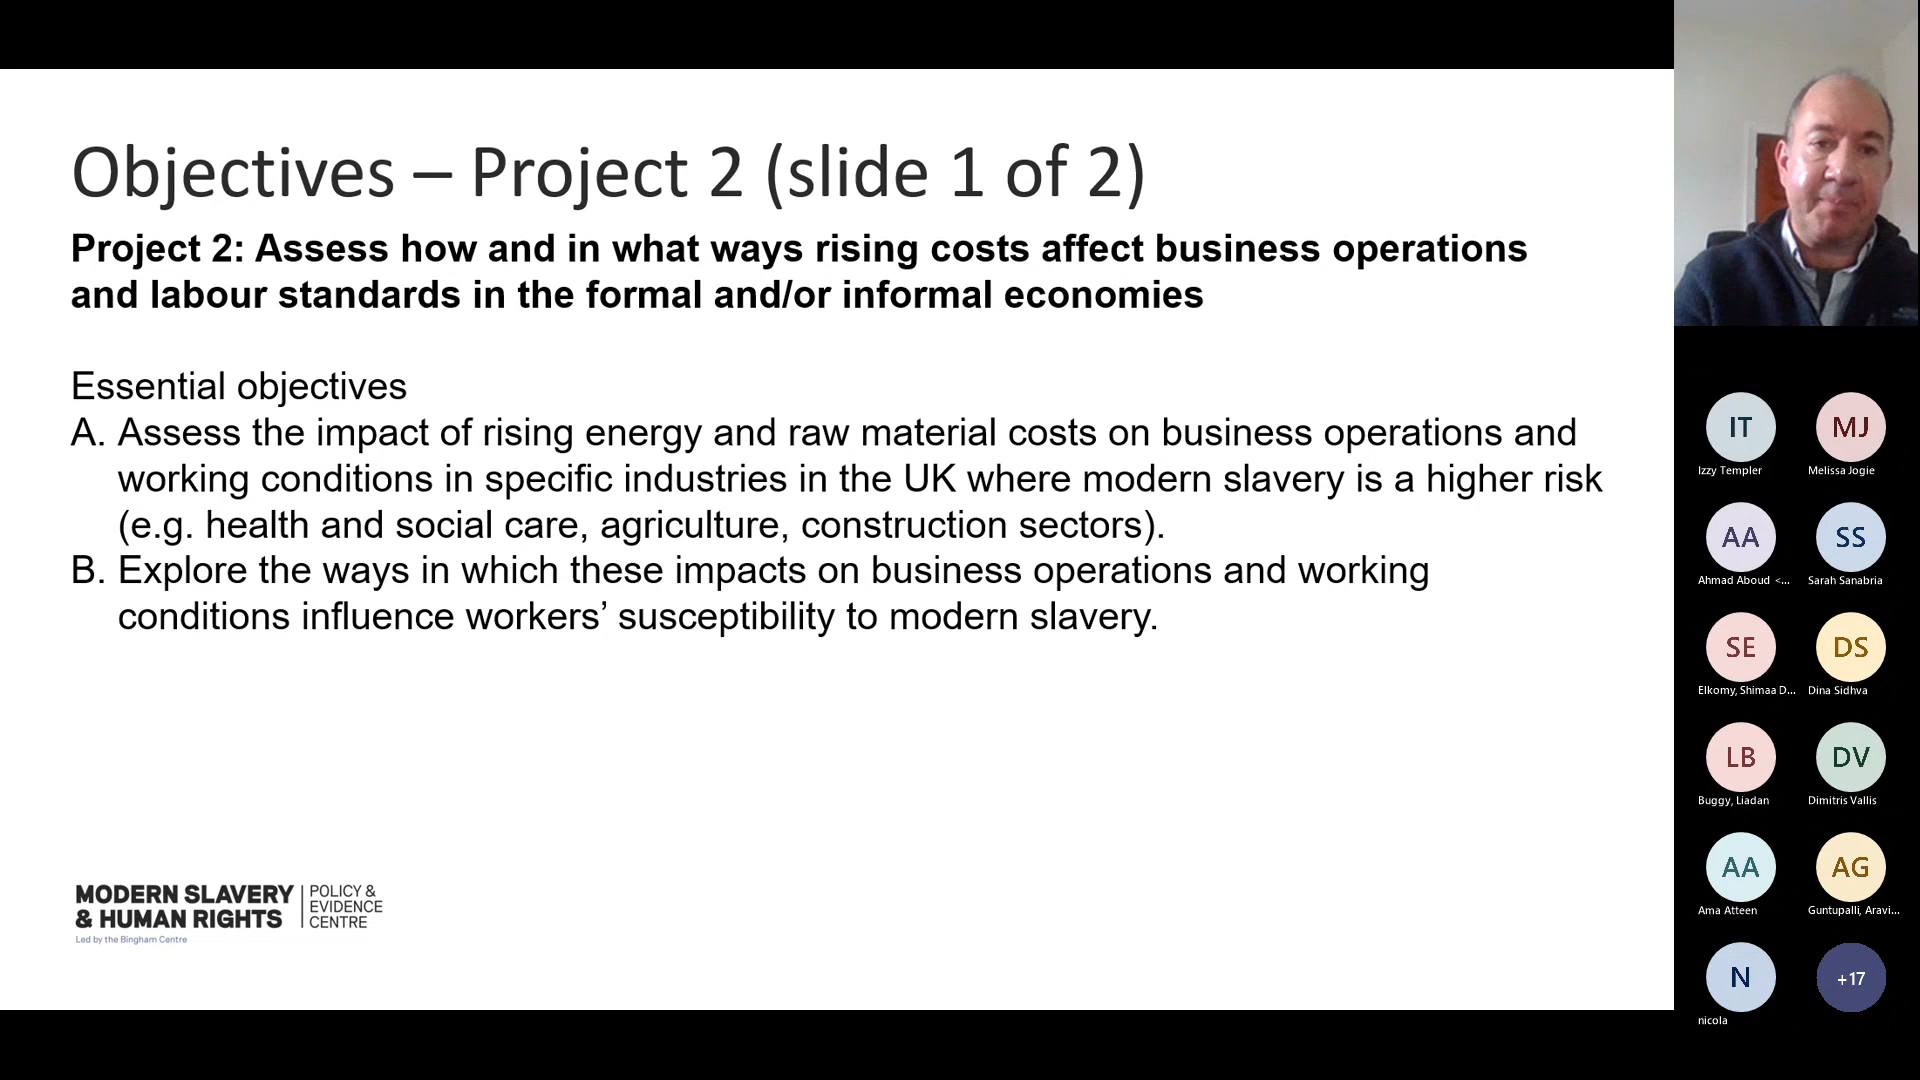 Objectives – Project 2 (slide 1 of 2)
Project 2: Assess how and in what ways rising costs affect business operations
and labour standards in the formal and/or informal economies
Essential objectives
A. Assess the impact of rising energy and raw material costs on business operations and
working conditions in specific industries in the UK where modern slavery is a higher risk
(e.g. health and social care, agriculture, construction sectors).
B. Explore the ways in which these impacts on business operations and working
conditions influence workers’ susceptibility to modern slavery.
MODERN SLAVERY
& HUMAN RIGHTS
POLICY &
EVIDENCE
CENTRE
Led by the Bingham Centre
IT
Izzy Templer
MJ
Melissa Jogie
AA
Ahmad Aboud <...
SS
Sarah Sanabria
SE
Elkomy, Shimaa D...
DS
Dina Sidhva
LB
Buggy, Liadan
DV
Dimitris Vallis
AA
Ama Atteen
AG
Guntupalli, Aravi...
N
nicola
+17